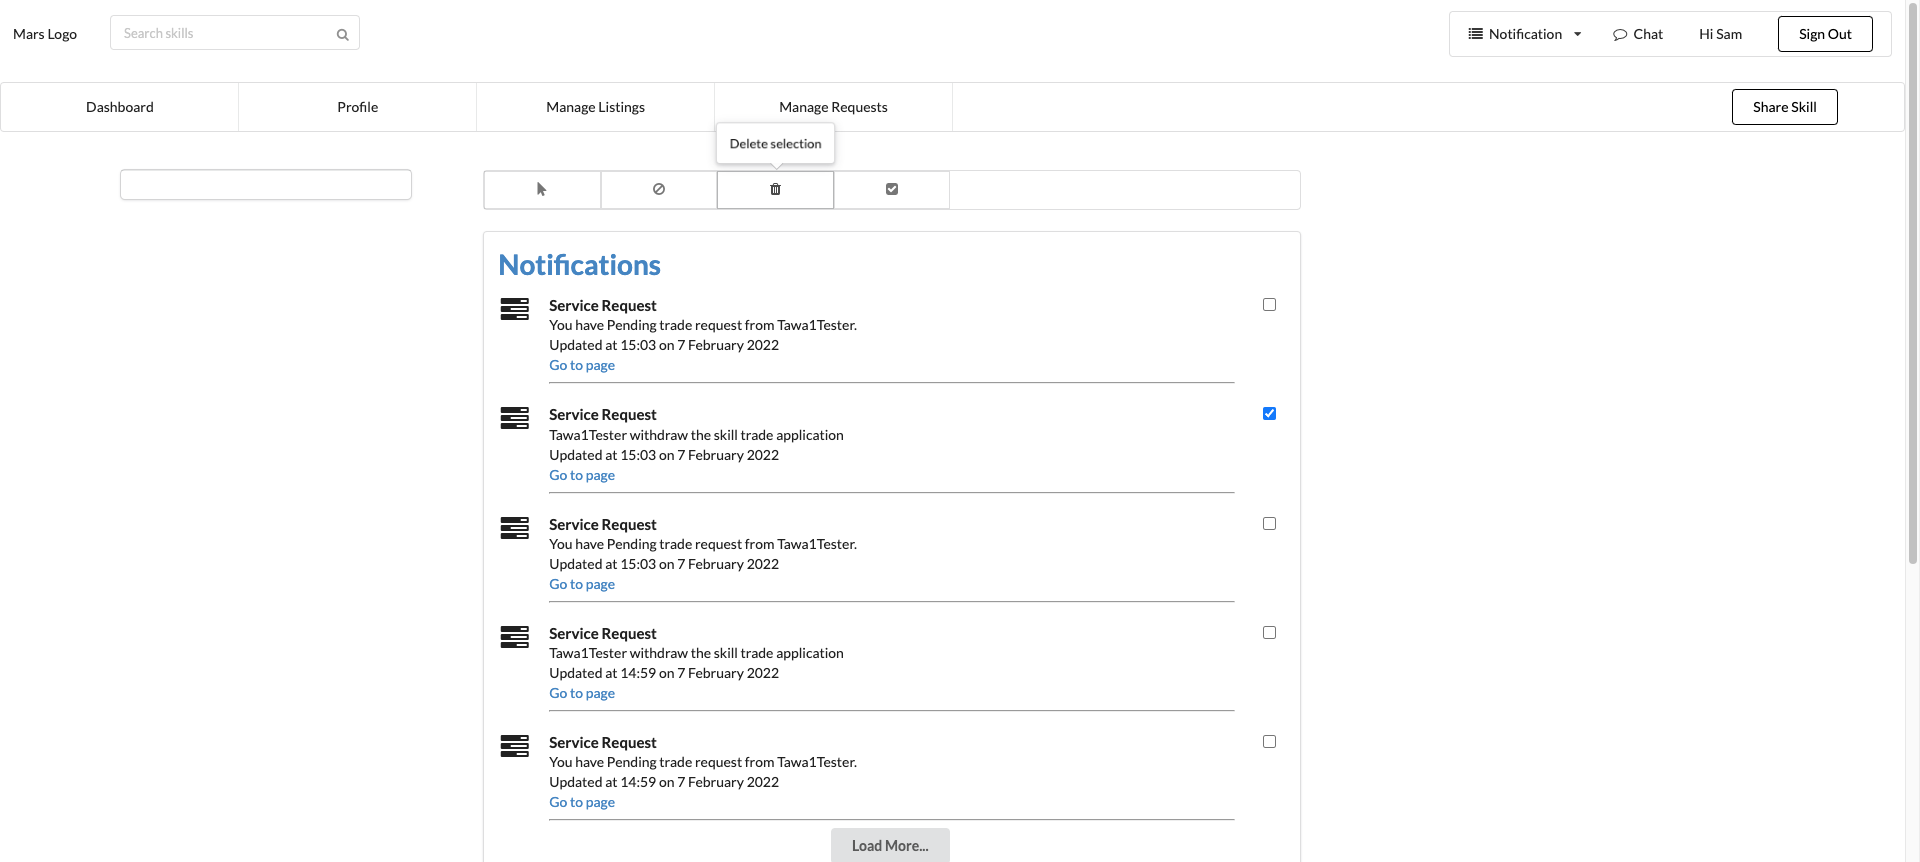 Mars Logo
Search skills
Notification
Chat
Hi Sam
Sign Out
Dashboard
Profile
Manage Listings
Manage Requests
Share Skill
Delete selection
Notifications
Service Request
You have Pending trade request from Tawa1Tester.
Updated at 15:03 on 7 February 2022
Go to page
Service Request
Tawa1Tester withdraw the skill trade application
Updated at 15:03 on 7 February 2022
Go to page
Service Request
You have Pending trade request from Tawa1Tester.
Updated at 15:03 on 7 February 2022
Go to page
Service Request
Tawa1Tester withdraw the skill trade application
Updated at 14:59 on 7 February 2022
Go to page
Service Request
You have Pending trade request from Tawa1Tester.
Updated at 14:59 on 7 February 2022
Go to page
Load More...